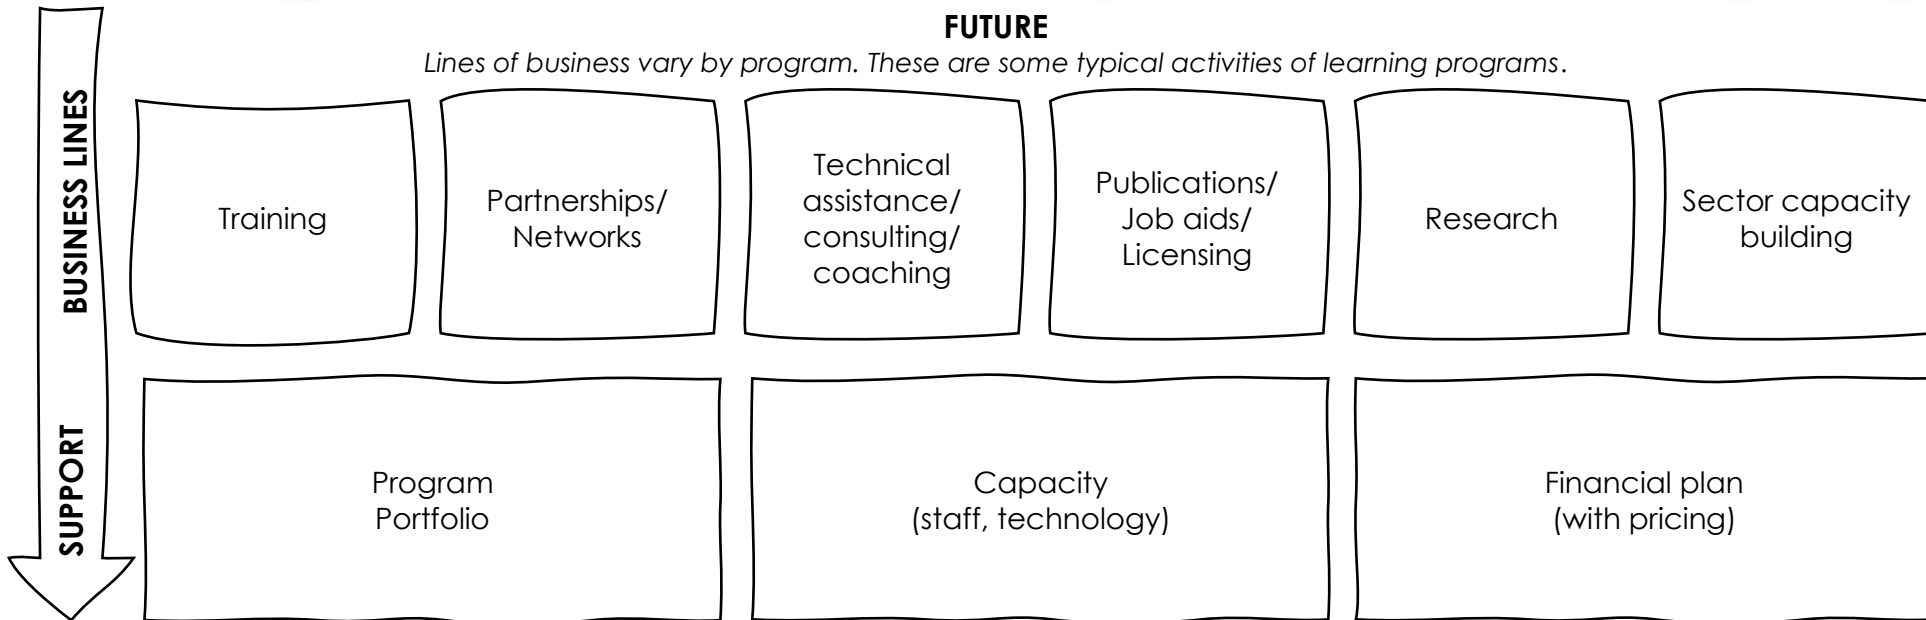 FUTURE
Lines of business vary by program. These are some typical activities of learning programs.
BUSINESS LINES
Training
Partnerships/
Networks
Technical
assistance/
consulting/
coaching
Publications/
Job aids/
Licensing
Research
Sector capacity
building
SUPPORT
Program
Portfolio
Capacity
(staff, technology)
Financial plan
(with pricing)